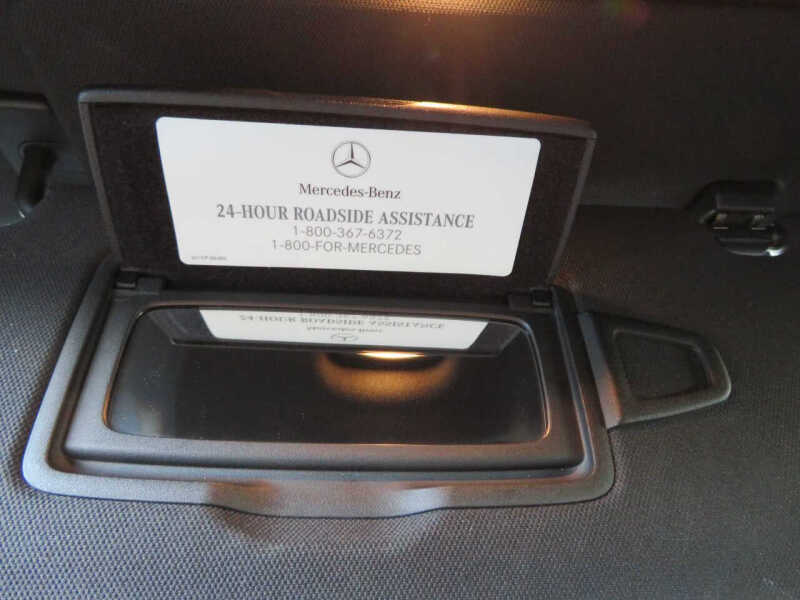 Mercedes-Benz
24-HOUR ROADSIDE ASSISTANCE
1-800-367-6372
1-800-FOR-MERCEDES